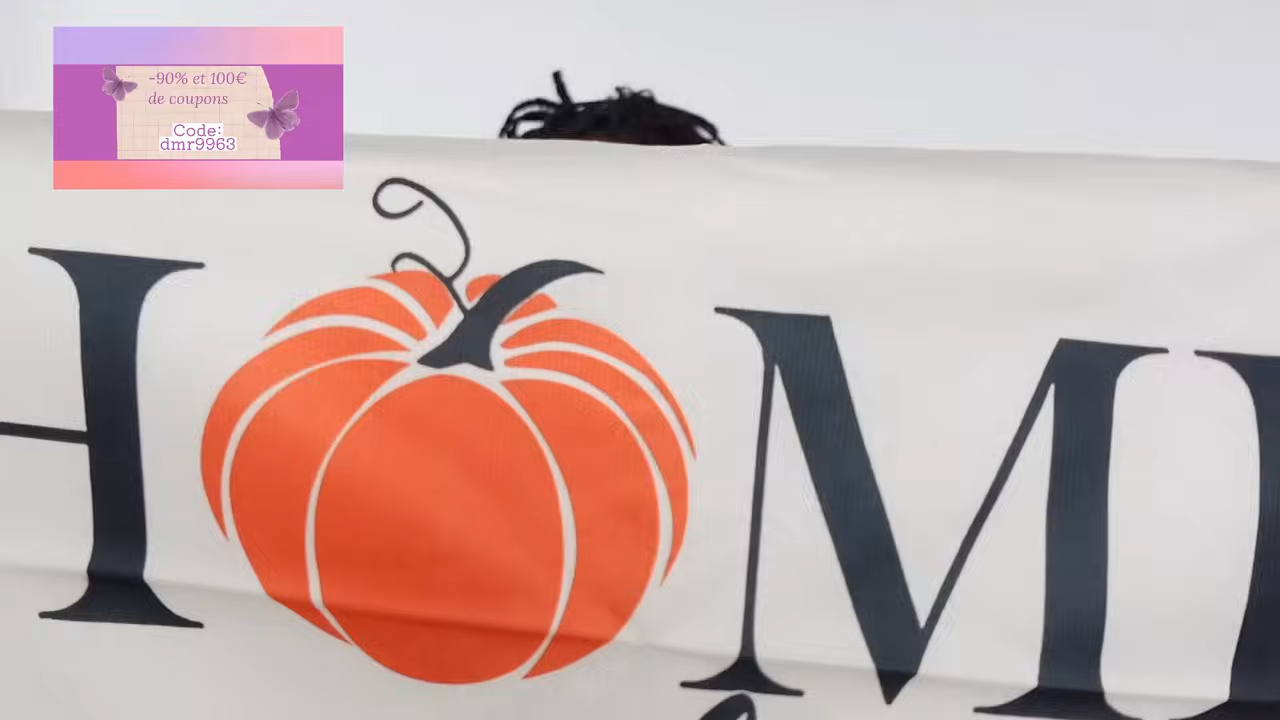 -90% et 100€
de coupons
Code:
dmr9963
H M